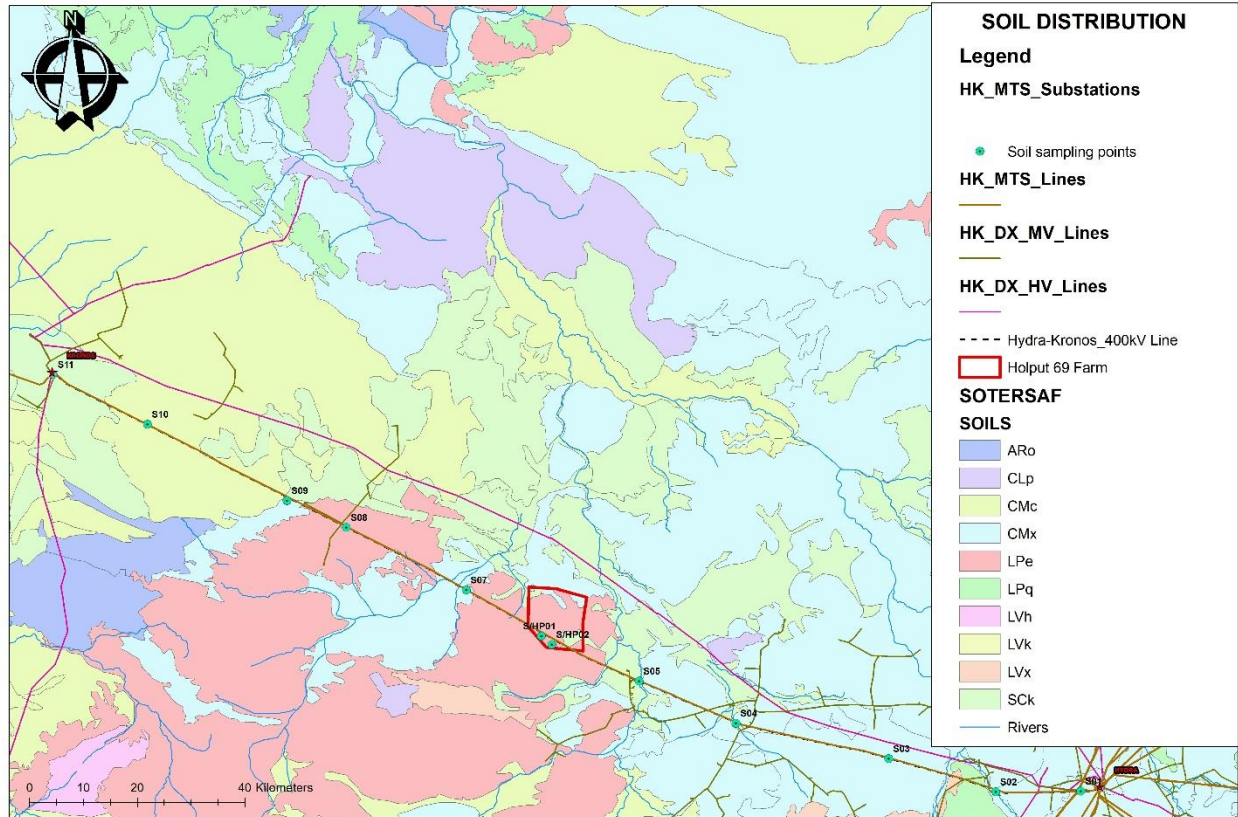 N
SOIL DISTRIBUTION
Legend
HK_MTS_Substations
Soil sampling points
HK_MTS_Lines
HK_DX_MV_Lines
HK_DX_HV_Lines
Hydra-Kronos_400kV Line
Holput 69 Farm
SOTERSAF
SOILS
ARo
CLp
CMc
CMx
LPe
LPq
LVh
LVk
LVx
SCk
Rivers
KRONOS
S11
S10
S09
S08
S07
S/HP01
S/HP02
S05
S04
S03
S02
S01
HYDRA
0 10 20 40 Kilometers